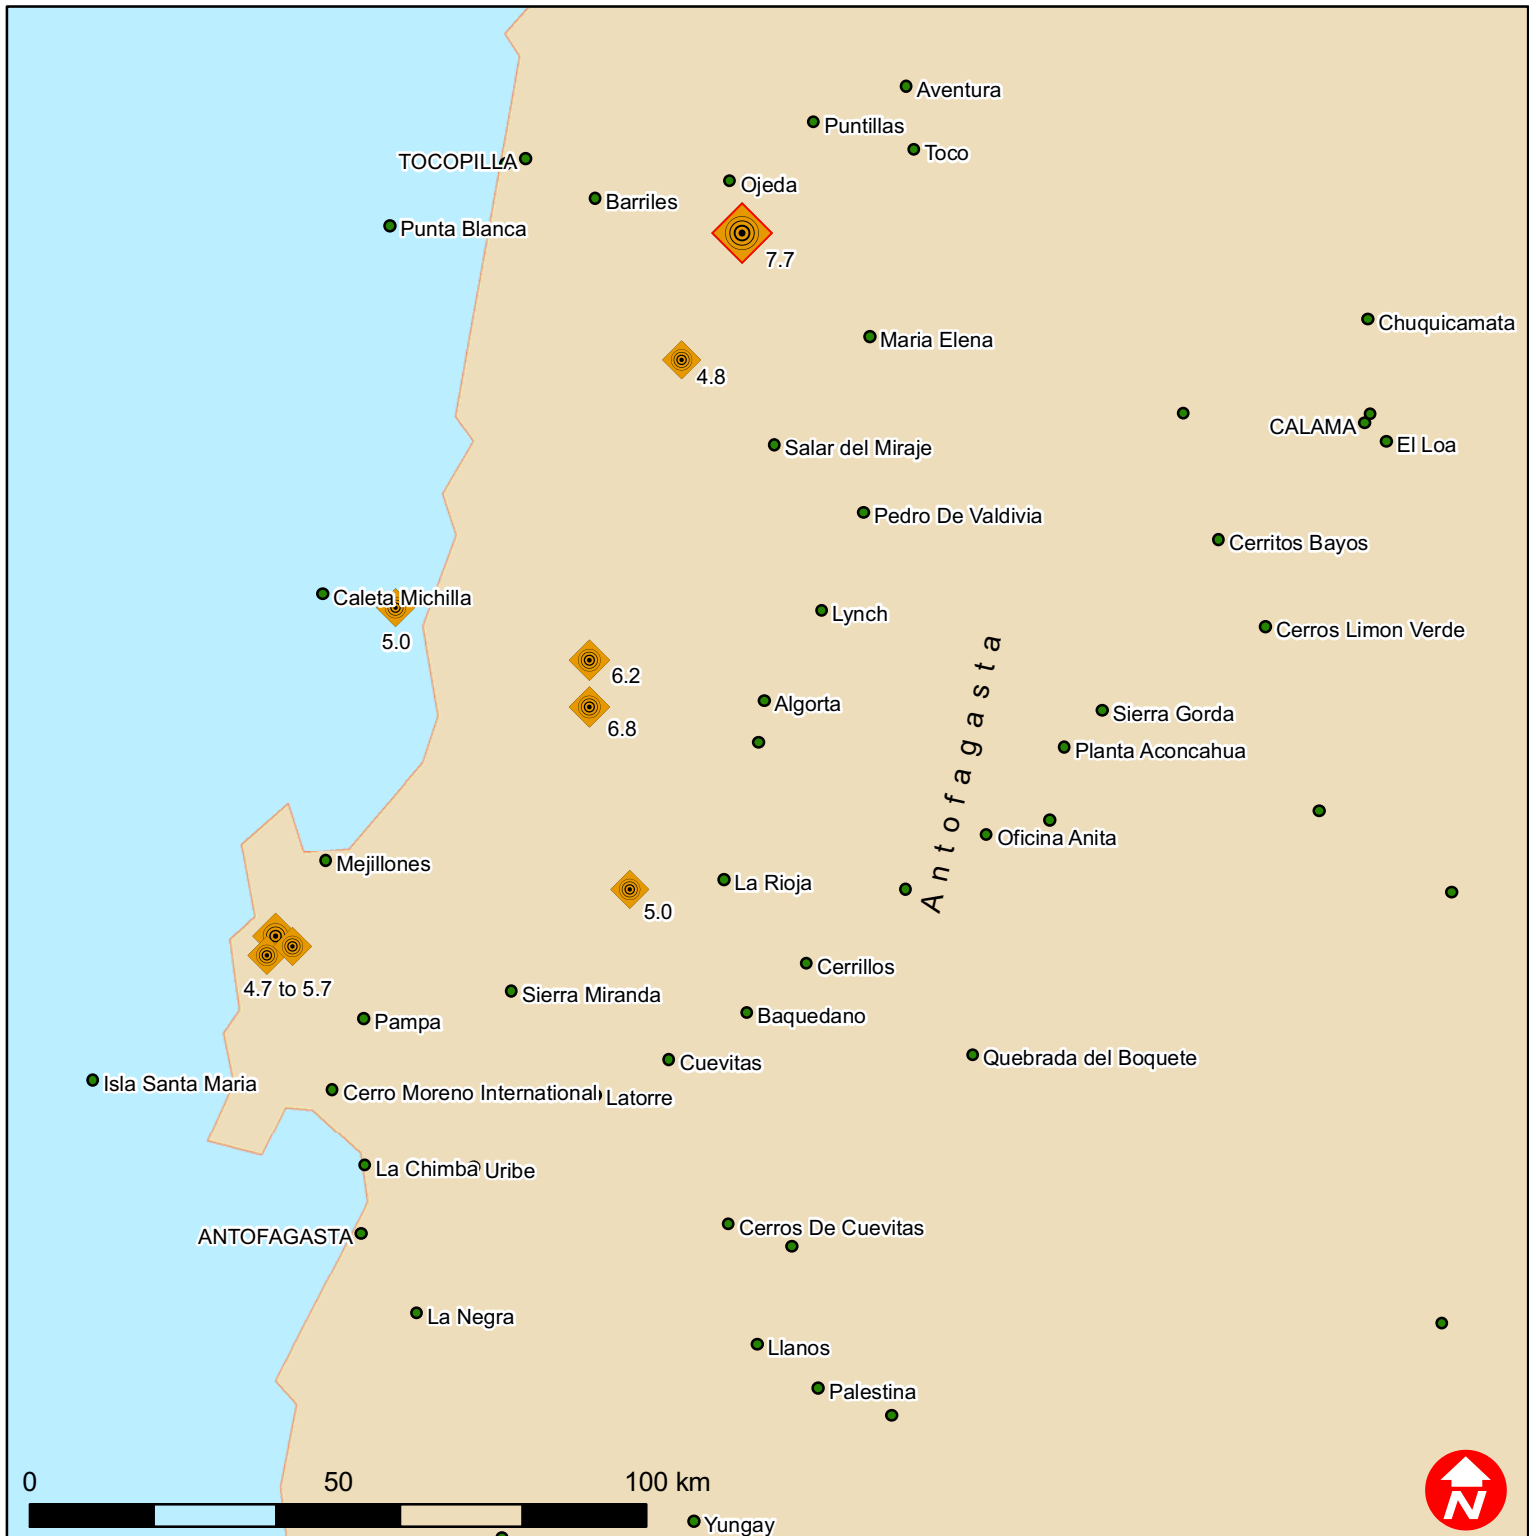 Aventura
Puntillas
Toco
TOCOPILLA
Ojeda
Barriles
Punta Blanca
7.7
Chuquicamata
Maria Elena
4.8
CALAMA
El Loa
Salar del Miraje
Pedro De Valdivia
Cerritos Bayos
Caleta Michilla
5.0
Lynch
Cerros Limon Verde
6.2
Algorta
Sierra Gorda
6.8
Planta Aconcahua
Antofagasta
Oficina Anita
Mejillones
La Rioja
5.0
Cerrillos
4.7 to 5.7
Sierra Miranda
Pampa
Baquedano
Cuevitas
Quebrada del Boquete
Isla Santa Maria
Cerro Moreno International
Latorre
La Chimba
Uribe
ANTOFAGASTA
Cerros De Cuevitas
La Negra
Llanos
Palestina
0 50 100 km
N
Yungay